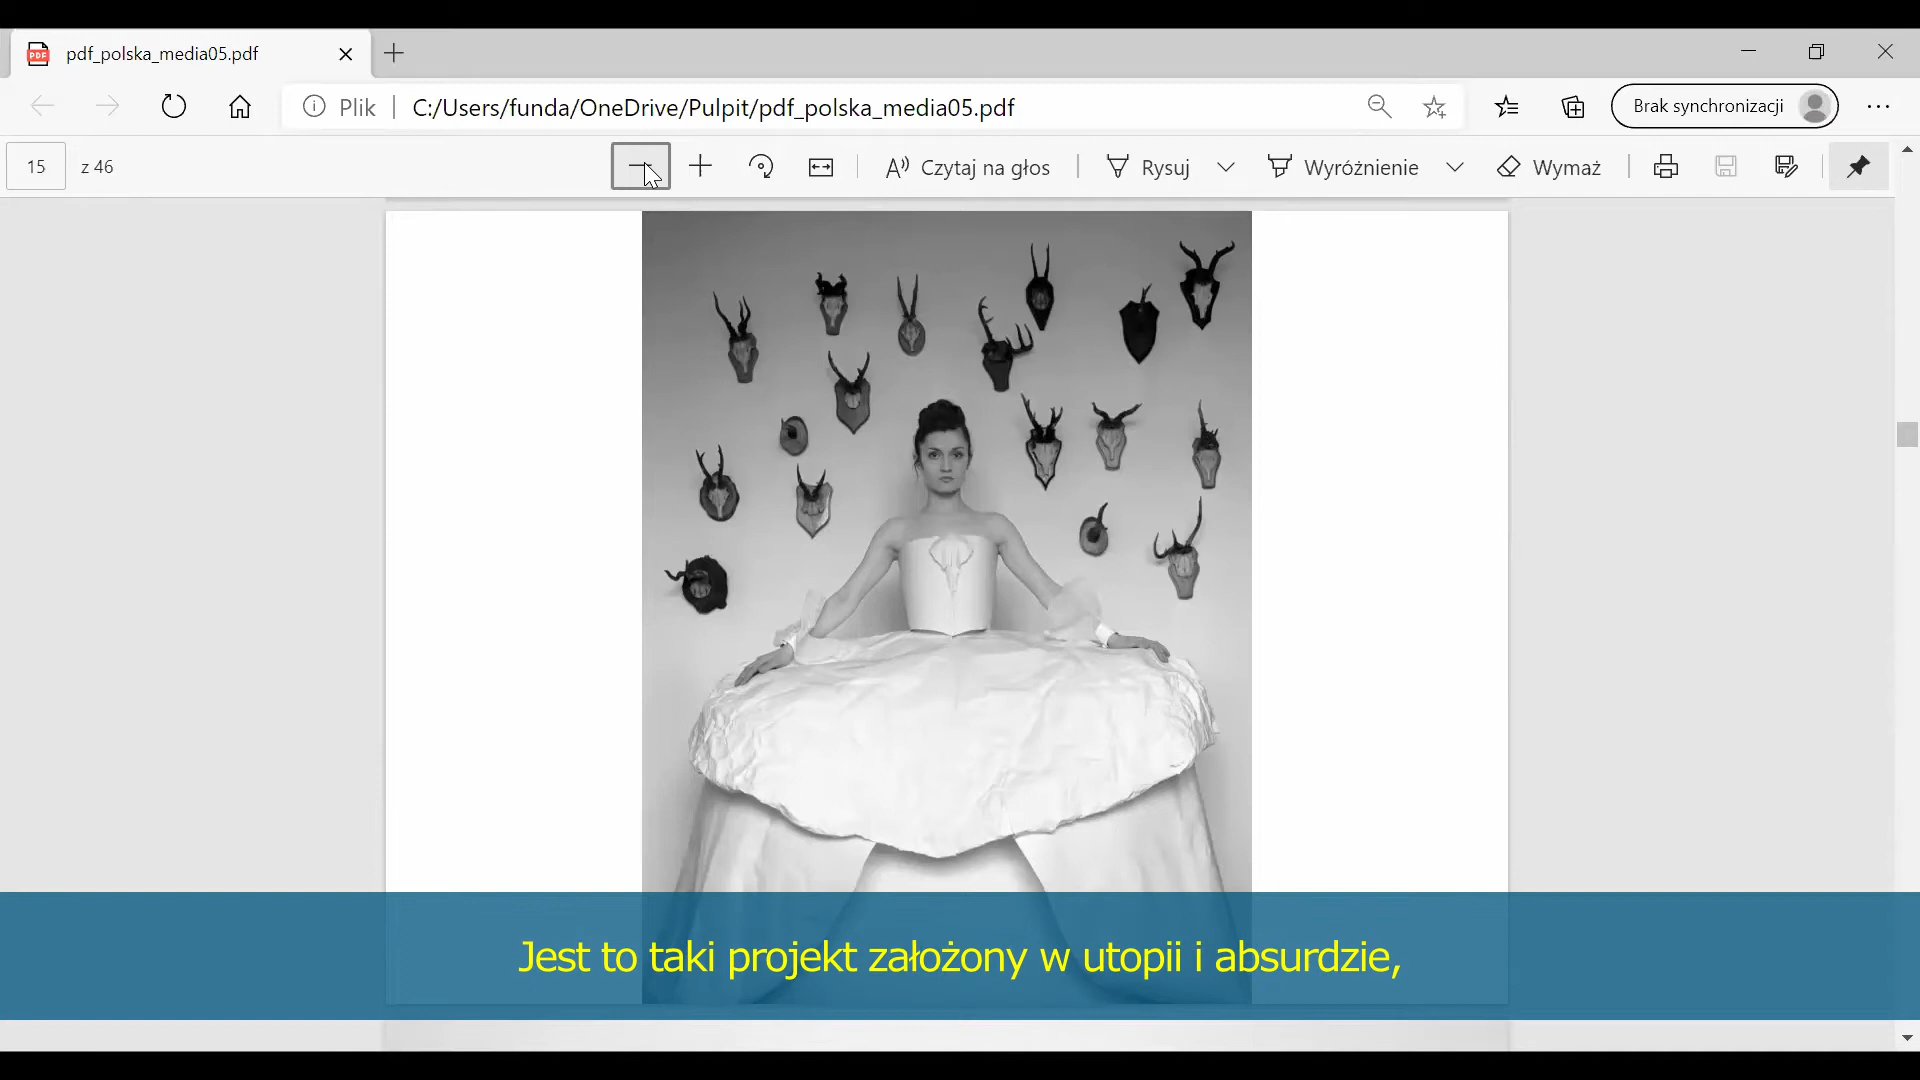 pdf_polska_media05.pdf
Plik
C:/Users/funda/OneDrive/Pulpit/pdf_polska_media05.pdf
Brak synchronizacji
15 z 46
Czytaj na głos
Rysuj
Wyróżnienie
Wymaż
Jest to taki projekt założony w utopii i absurdzie,